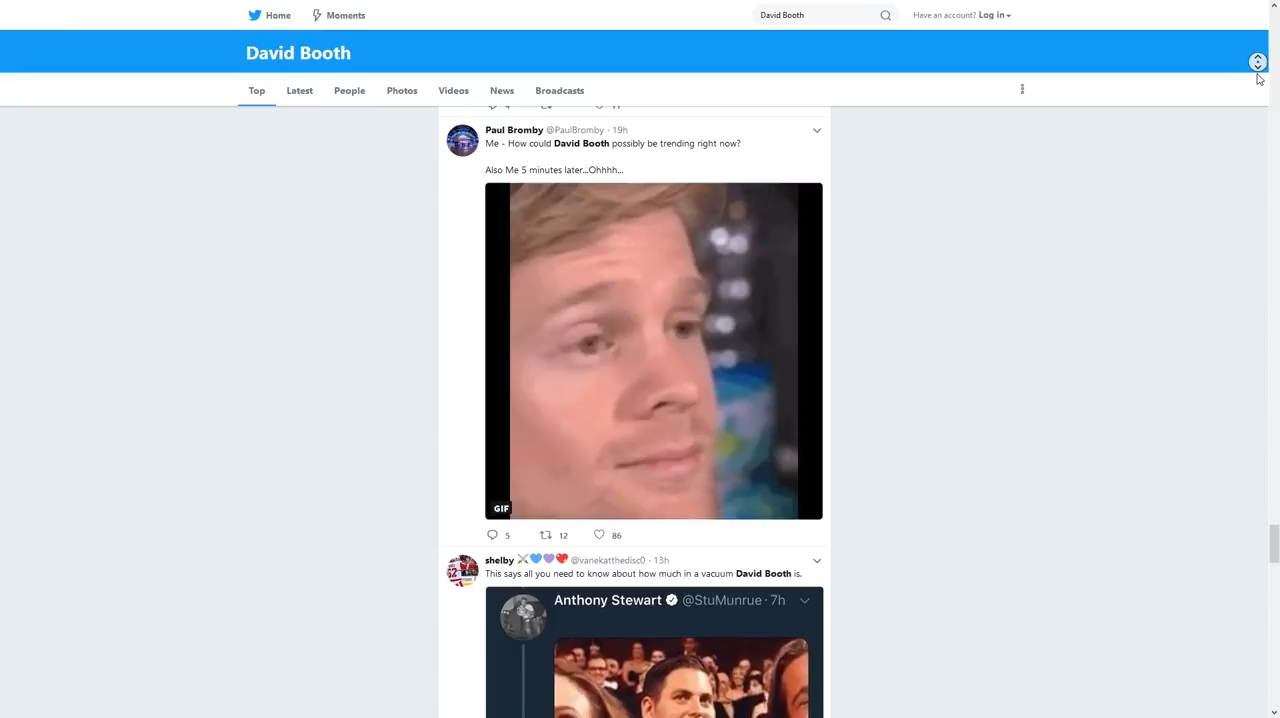 Home
Moments
David Booth
Have an account? Log in
David Booth
Top
Latest
People
Photos
Videos
News
Broadcasts
Paul Bromby @PaulBromby · 19h
Me - How could David Booth possibly be trending right now?
Also Me 5 minutes later...Ohhhh...
GIF
5
12
86
shelby @vanekatthedisc0 · 13h
This says all you need to know about how much in a vacuum David Booth is.
Anthony Stewart @StuMunrue · 7h